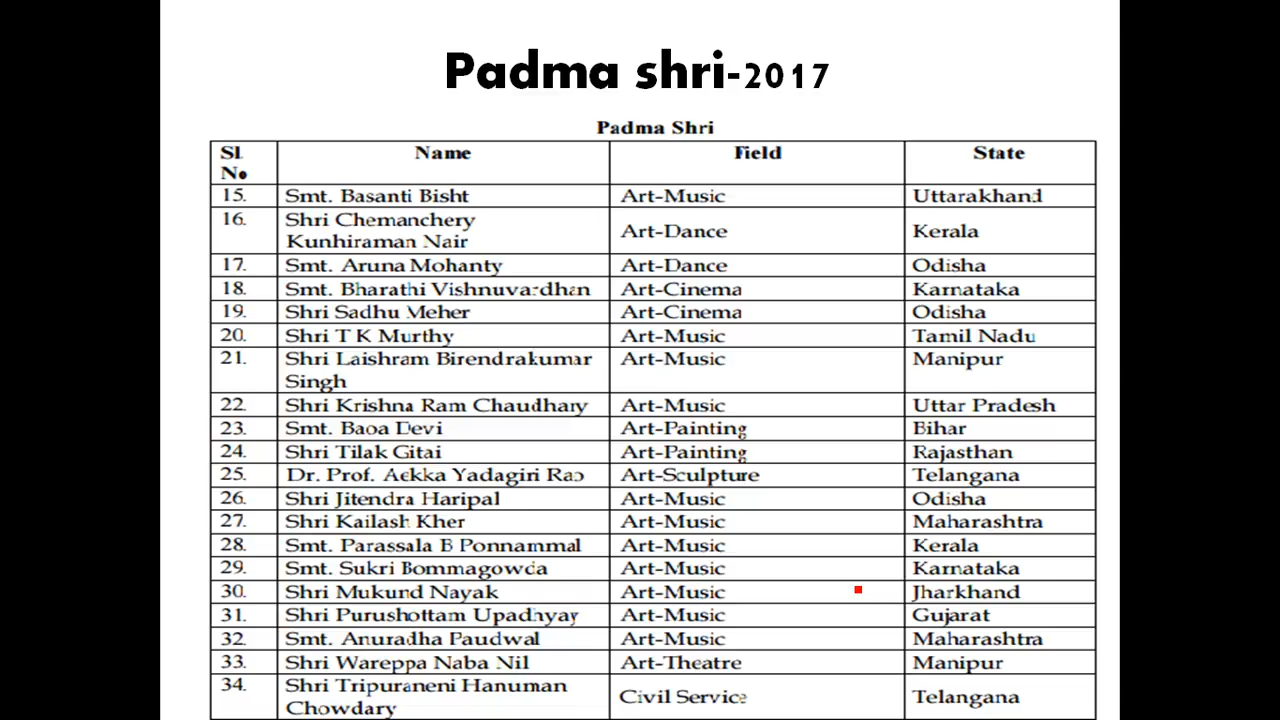 Padma shri-2017
Padma Shri
Sl. No Name Field State
15. Smt. Basanti Bisht Art-Music Uttarakhand
16. Shri Chemanchery Kunhiraman Nair Art-Dance Kerala
17. Smt. Aruna Mohanty Art-Dance Odisha
18. Smt. Bharathi Vishnuvardhan Art-Cinema Karnataka
19. Shri Sadhu Meher Art-Cinema Odisha
20. Shri T K Murthy Art-Music Tamil Nadu
21. Shri Laishram Birendrakumar Singh Art-Music Manipur
22. Shri Krishna Ram Chaudhary Art-Music Uttar Pradesh
23. Smt. Baoa Devi Art-Painting Bihar
24. Shri Tilak Gitai Art-Painting Rajasthan
25. Dr. Prof. Aekka Yadagiri Rao Art-Sculpture Telangana
26. Shri Jitendra Haripal Art-Music Odisha
27. Shri Kailash Kher Art-Music Maharashtra
28. Smt. Parassala B Ponnammal Art-Music Kerala
29. Smt. Sukri Bommagowda Art-Music Karnataka
30. Shri Mukund Nayak Art-Music Jharkhand
31. Shri Purushottam Upadhyay Art-Music Gujarat
32. Smt. Anuradha Paudwal Art-Music Maharashtra
33. Shri Wareppa Naba Nil Art-Theatre Manipur
34. Shri Tripuraneni Hanuman Chowdary Civil Service Telangana